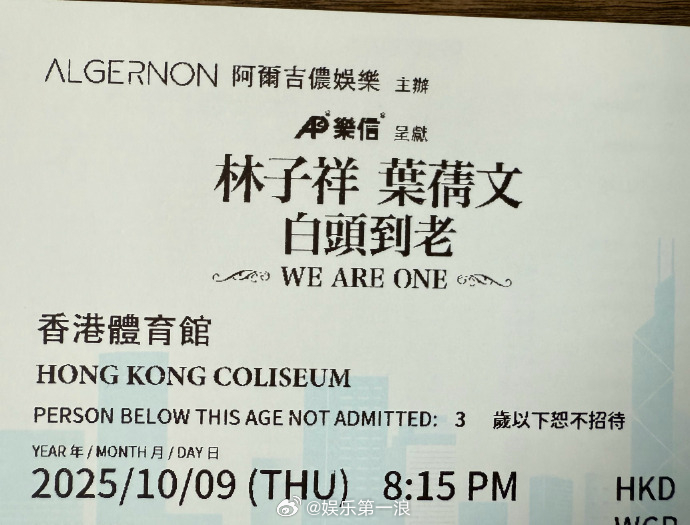 ALGERNON 阿爾吉儂娛樂 主辦
AP 樂信 呈獻
林子祥 葉蒨文
白頭到老
WE ARE ONE
香港體育館
HONG KONG COLISEUM
PERSON BELOW THIS AGE NOT ADMITTED: 3 歲以下恕不招待
YEAR 年 / MONTH 月 / DAY 日
2025/10/09 (THU) 8:15 PM HKD
@娱乐第一浪